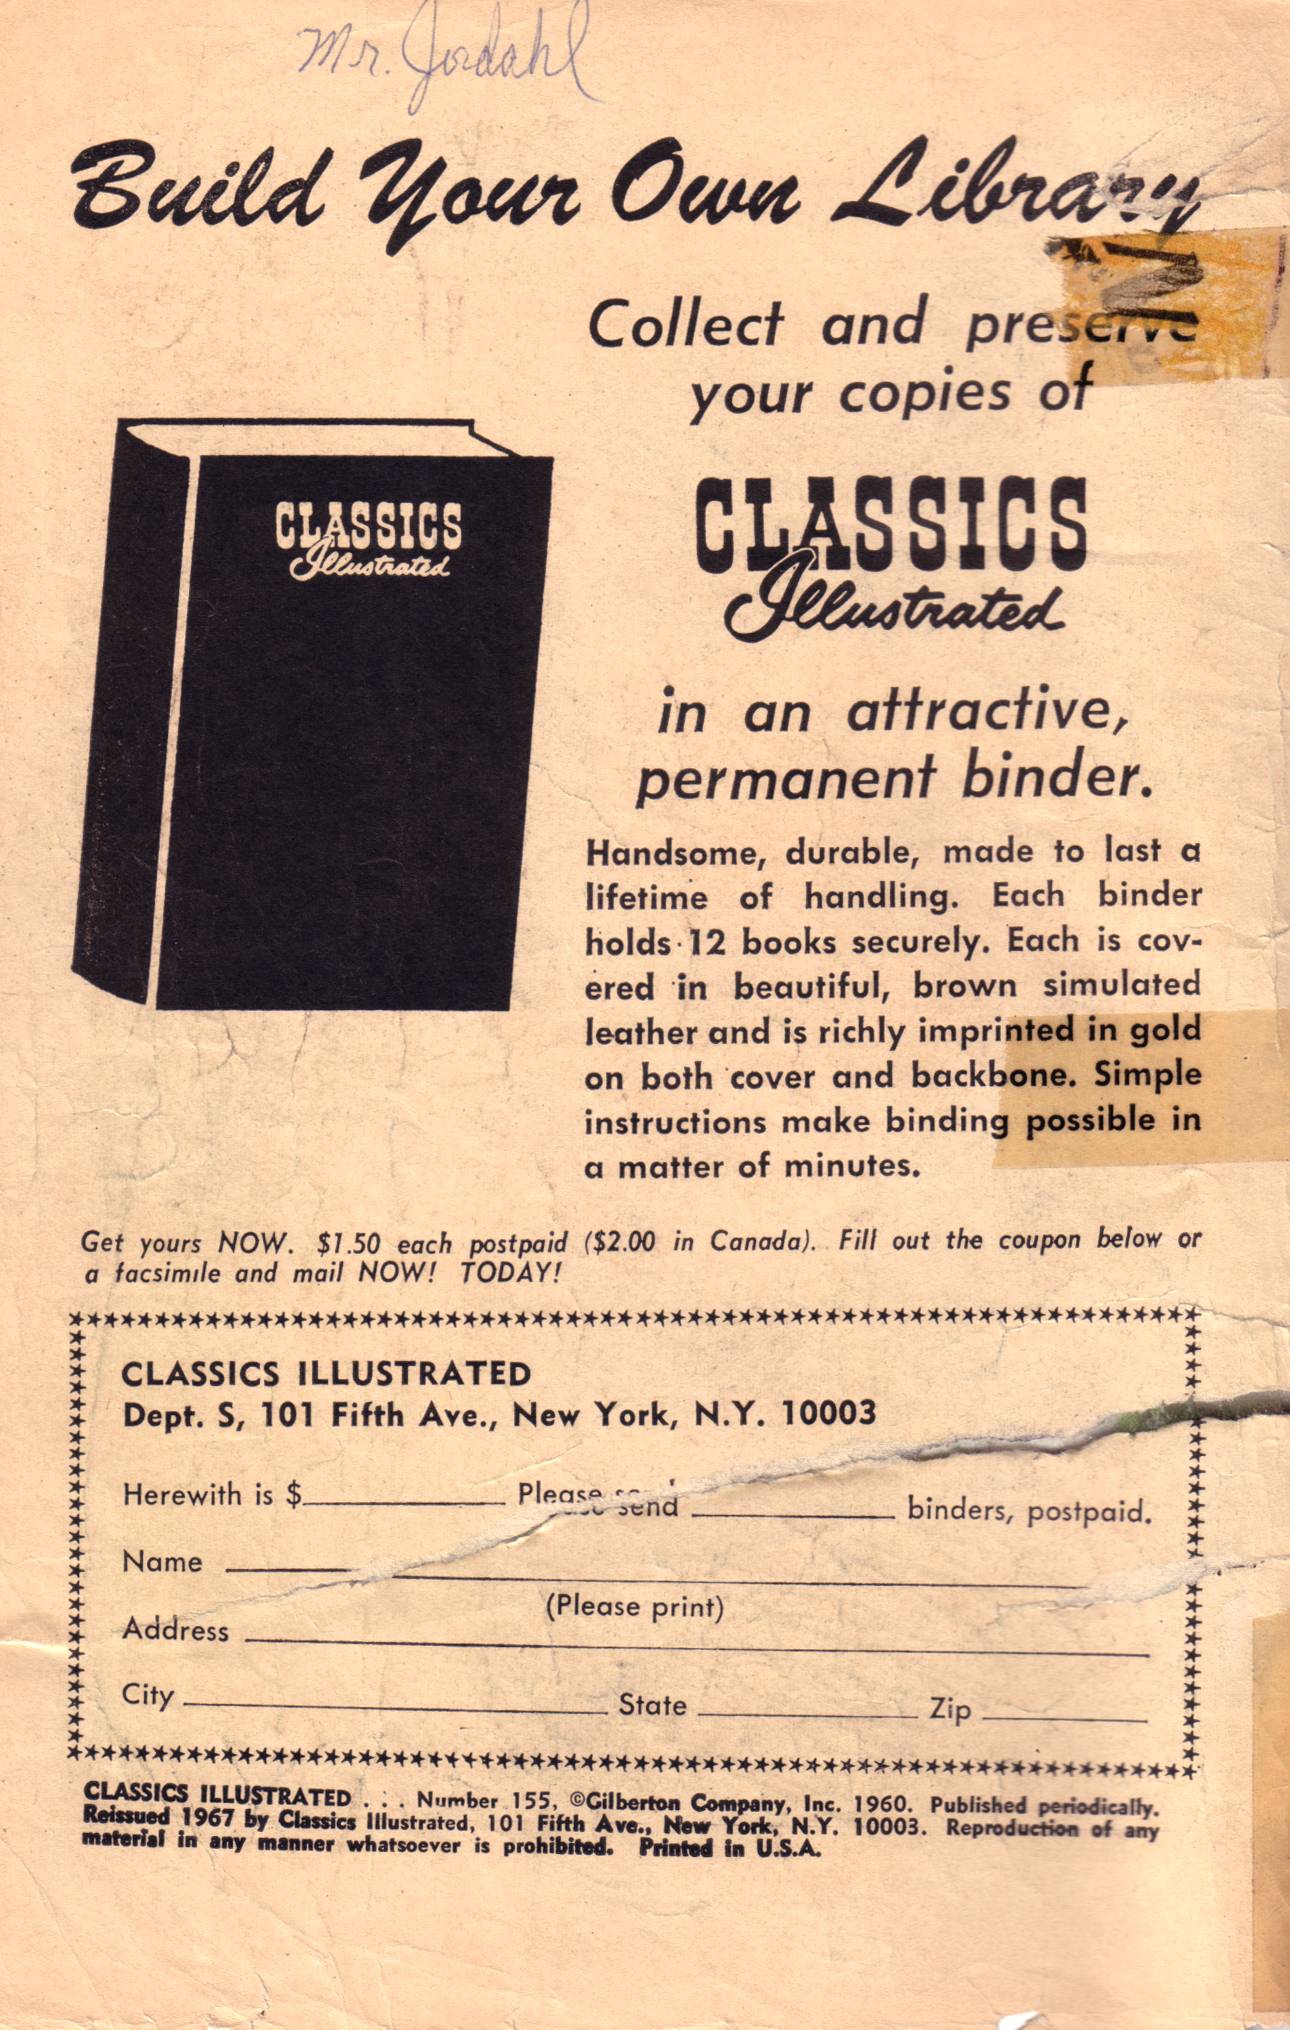 Mr. Jordahl
Build Your Own Library
Collect and preserve
your copies of
CLASSICS
Illustrated
CLASSICS
Illustrated
in an attractive,
permanent binder.
Handsome, durable, made to last a
lifetime of handling. Each binder
holds 12 books securely. Each is cov-
ered in beautiful, brown simulated
leather and is richly imprinted in gold
on both cover and backbone. Simple
instructions make binding possible in
a matter of minutes.
Get yours NOW. $1.50 each postpaid ($2.00 in Canada). Fill out the coupon below or
a facsimile and mail NOW! TODAY!
CLASSICS ILLUSTRATED
Dept. S, 101 Fifth Ave., New York, N.Y. 10003
Herewith is $ Please send binders, postpaid.
Name
(Please print)
Address
City State Zip
CLASSICS ILLUSTRATED . . . Number 155, ©Gilberton Company, Inc. 1960. Published periodically.
Reissued 1967 by Classics Illustrated, 101 Fifth Ave., New York, N.Y. 10003. Reproduction of any
material in any manner whatsoever is prohibited. Printed in U.S.A.